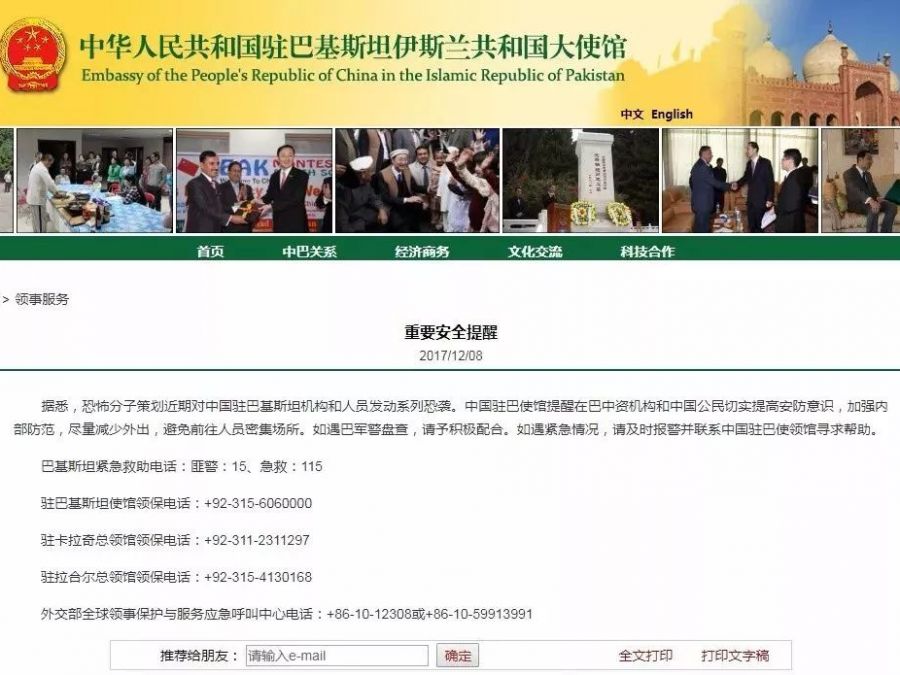 中华人民共和国驻巴基斯坦伊斯兰共和国大使馆
Embassy of the People's Republic of China in the Islamic Republic of Pakistan
中文 English
首页 中巴关系 经济商务 文化交流 科技合作
> 领事服务
重要安全提醒
2017/12/08
据悉，恐怖分子策划近期对中国驻巴基斯坦机构和人员发动系列恐袭。中国驻巴使馆提醒在巴中资机构和中国公民切实提高安防意识，加强内
部防范，尽量减少外出，避免前往人员密集场所。如遇巴军警盘查，请予积极配合。如遇紧急情况，请及时报警并联系中国驻巴使领馆寻求帮助。
巴基斯坦紧急救助电话：匪警：15、急救：115
驻巴基斯坦使馆领保电话：+92-315-6060000
驻卡拉奇总领馆领保电话：+92-311-2311297
驻拉合尔总领馆领保电话：+92-315-4130168
外交部全球领事保护与服务应急呼叫中心电话：+86-10-12308或+86-10-59913991
推荐给朋友： 请输入e-mail 确定 全文打印 打印文字稿